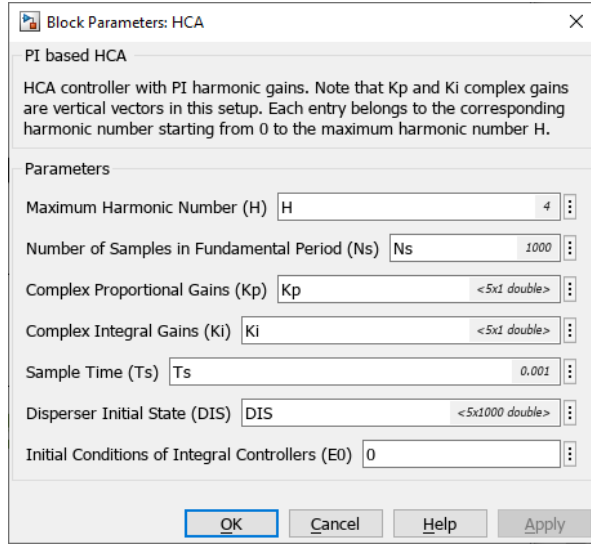 Block Parameters: HCA
PI based HCA
HCA controller with PI harmonic gains. Note that Kp and Ki complex gains
are vertical vectors in this setup. Each entry belongs to the corresponding
harmonic number starting from 0 to the maximum harmonic number H.
Parameters
Maximum Harmonic Number (H) H 4
Number of Samples in Fundamental Period (Ns) Ns 1000
Complex Proportional Gains (Kp) Kp <5x1 double>
Complex Integral Gains (Ki) Ki <5x1 double>
Sample Time (Ts) Ts 0.001
Disperser Initial State (DIS) DIS <5x1000 double>
Initial Conditions of Integral Controllers (E0) 0
OK Cancel Help Apply